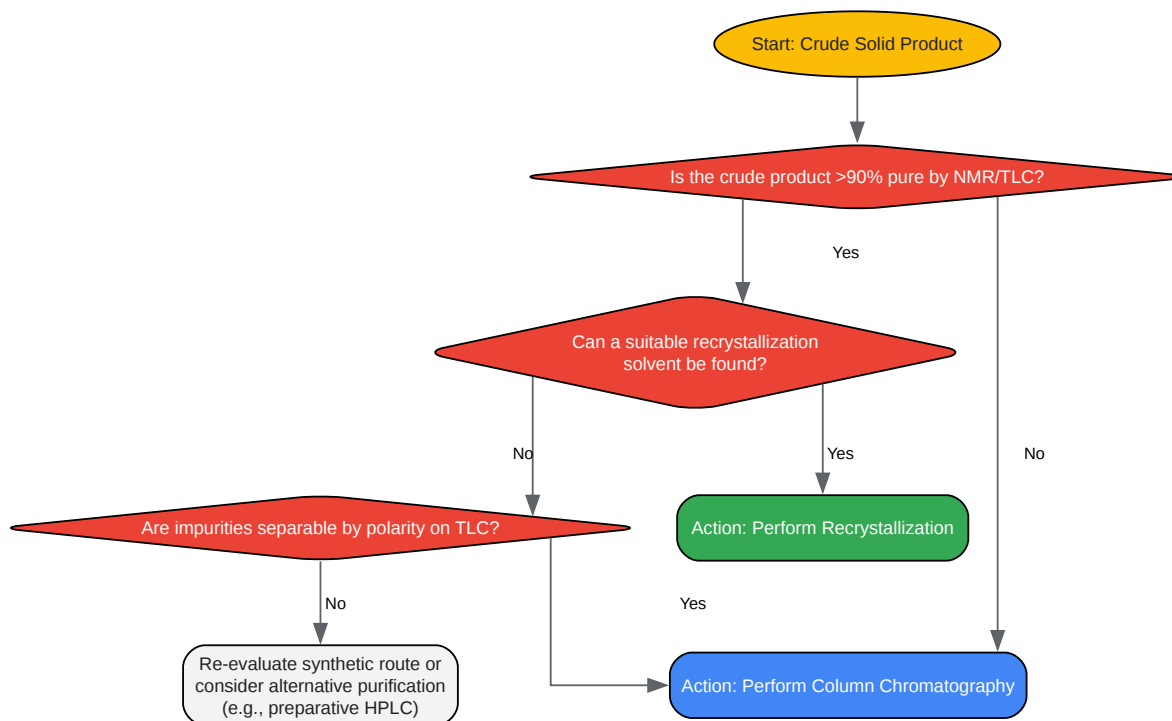 Start: Crude Solid Product
Is the crude product >90% pure by NMR/TLC?
Yes
Can a suitable recrystallization
solvent be found?
No
Yes
No
Action: Perform Recrystallization
Are impurities separable by polarity on TLC?
No
Yes
Re-evaluate synthetic route or
consider alternative purification
(e.g., preparative HPLC)
Action: Perform Column Chromatography